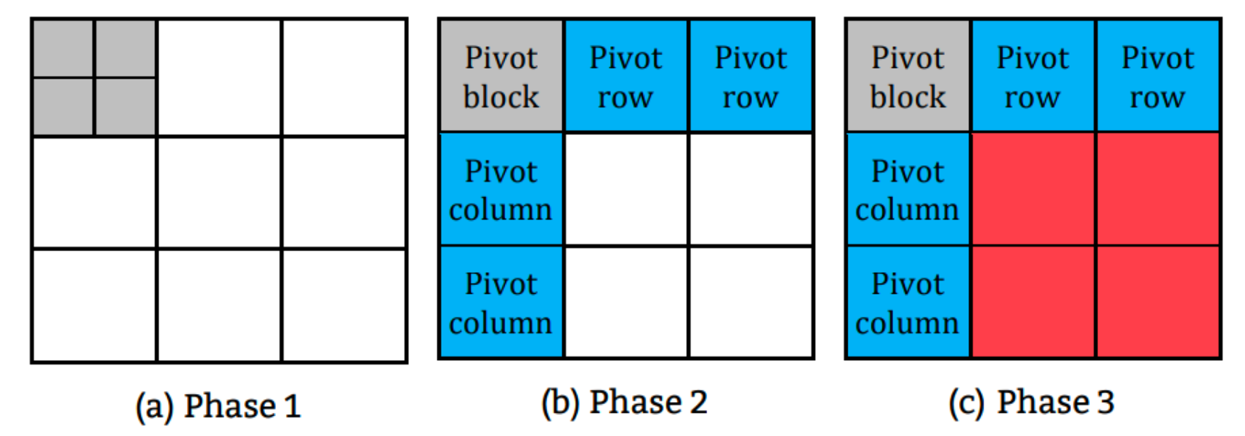 Pivot
block
Pivot
row
Pivot
row
Pivot
column
Pivot
column
Pivot
block
Pivot
row
Pivot
row
Pivot
column
Pivot
column
(a) Phase 1
(b) Phase 2
(c) Phase 3